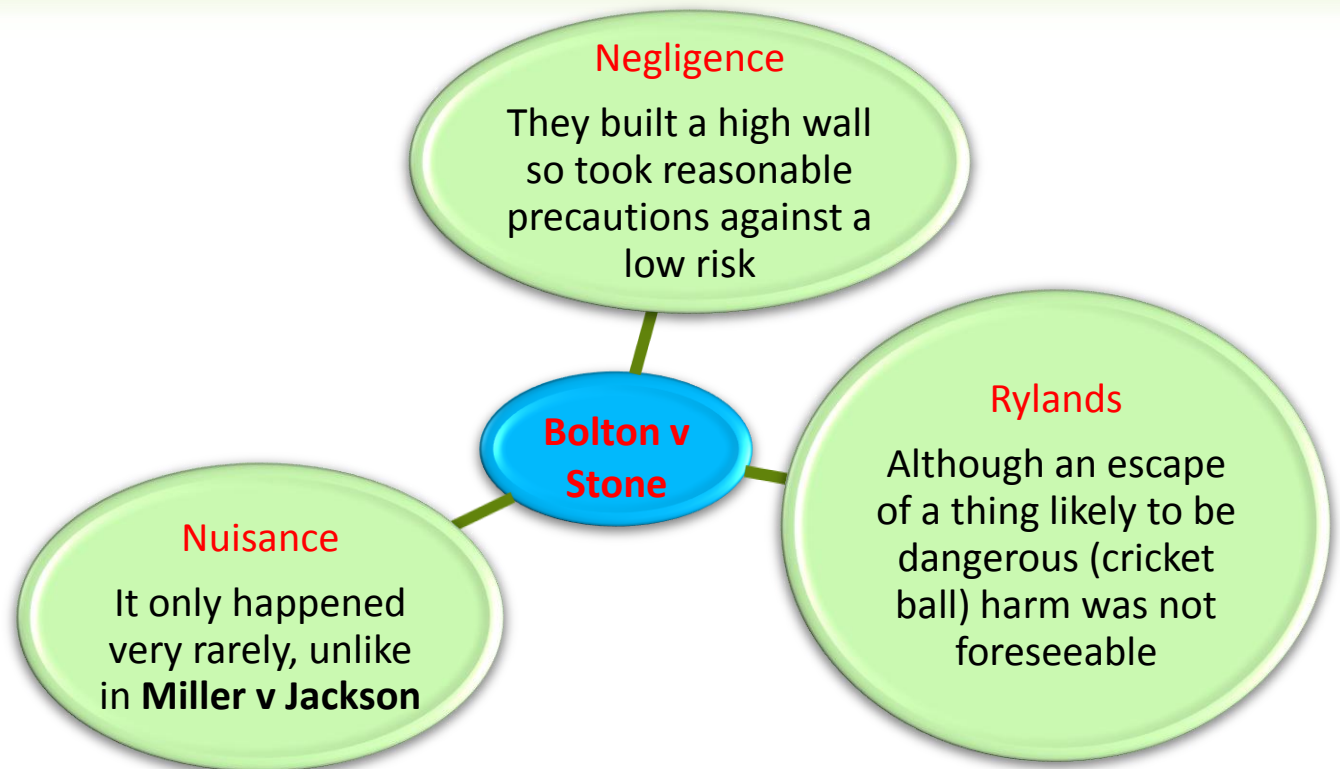 Negligence
They built a high wall
so took reasonable
precautions against a
low risk
Bolton v
Stone
Rylands
Although an escape
of a thing likely to be
dangerous (cricket
ball) harm was not
foreseeable
Nuisance
It only happened
very rarely, unlike
in Miller v Jackson